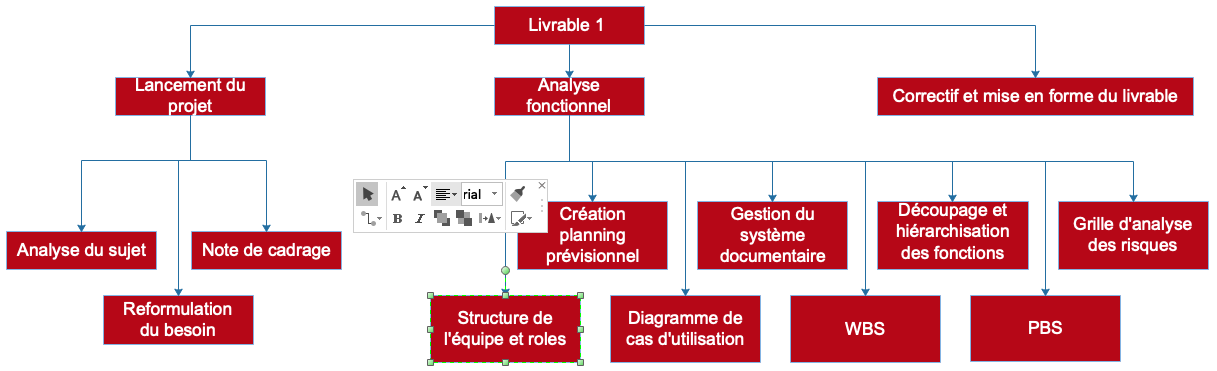 Livrable 1
Lancement du
projet
Analyse
fonctionnel
Correctif et mise en forme du livrable
A A rial
B I
Création
planning
prévisionnel
Gestion du
système
documentaire
Découpage et
hiérarchisation
des fonctions
Grille d'analyse
des risques
Analyse du sujet
Note de cadrage
Reformulation
du besoin
Structure de
l'équipe et roles
Diagramme de
cas d'utilisation
WBS
PBS